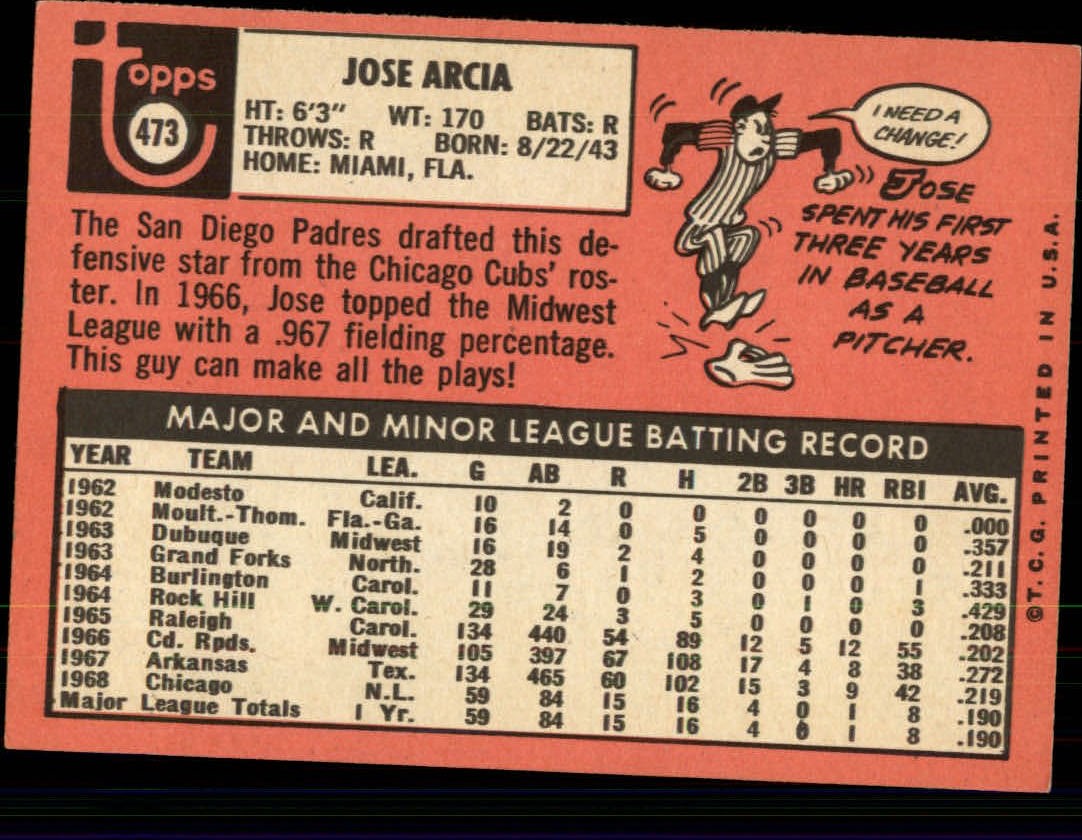 Topps
473
JOSE ARCIA
HT: 6'3" WT: 170 BATS: R
THROWS: R BORN: 8/22/43
HOME: MIAMI, FLA.
The San Diego Padres drafted this de-
fensive star from the Chicago Cubs' ros-
ter. In 1966, Jose topped the Midwest
League with a .967 fielding percentage.
This guy can make all the plays!
I NEED A
CHANGE!
JOSE
SPENT HIS FIRST
THREE YEARS
IN BASEBALL
AS A
PITCHER.
MAJOR AND MINOR LEAGUE BATTING RECORD
YEAR TEAM LEA. G AB R H 2B 3B HR RBI AVG.
1962 Modesto Calif. 10 2 0 0 0 0 0 0 .000
1962 Moult.-Thom. Fla.-Ga. 16 14 0 5 0 0 0 0 .357
1963 Dubuque Midwest 16 19 2 4 0 0 0 0 .211
1963 Grand Forks North. 28 6 1 2 0 0 0 1 .333
1964 Burlington Carol. 11 7 0 3 0 1 0 3 .429
1964 Rock Hill W. Carol. 29 24 3 5 0 0 0 0 .208
1965 Raleigh Carol. 134 440 54 89 12 5 12 55 .202
1966 Cd. Rpds. Midwest 105 397 67 108 17 4 8 38 .272
1967 Arkansas Tex. 134 465 60 102 15 3 9 42 .219
1968 Chicago N.L. 59 84 15 16 4 0 1 8 .190
Major League Totals 1 Yr. 59 84 15 16 4 0 1 8 .190
©T.C.G. PRINTED IN U.S.A.